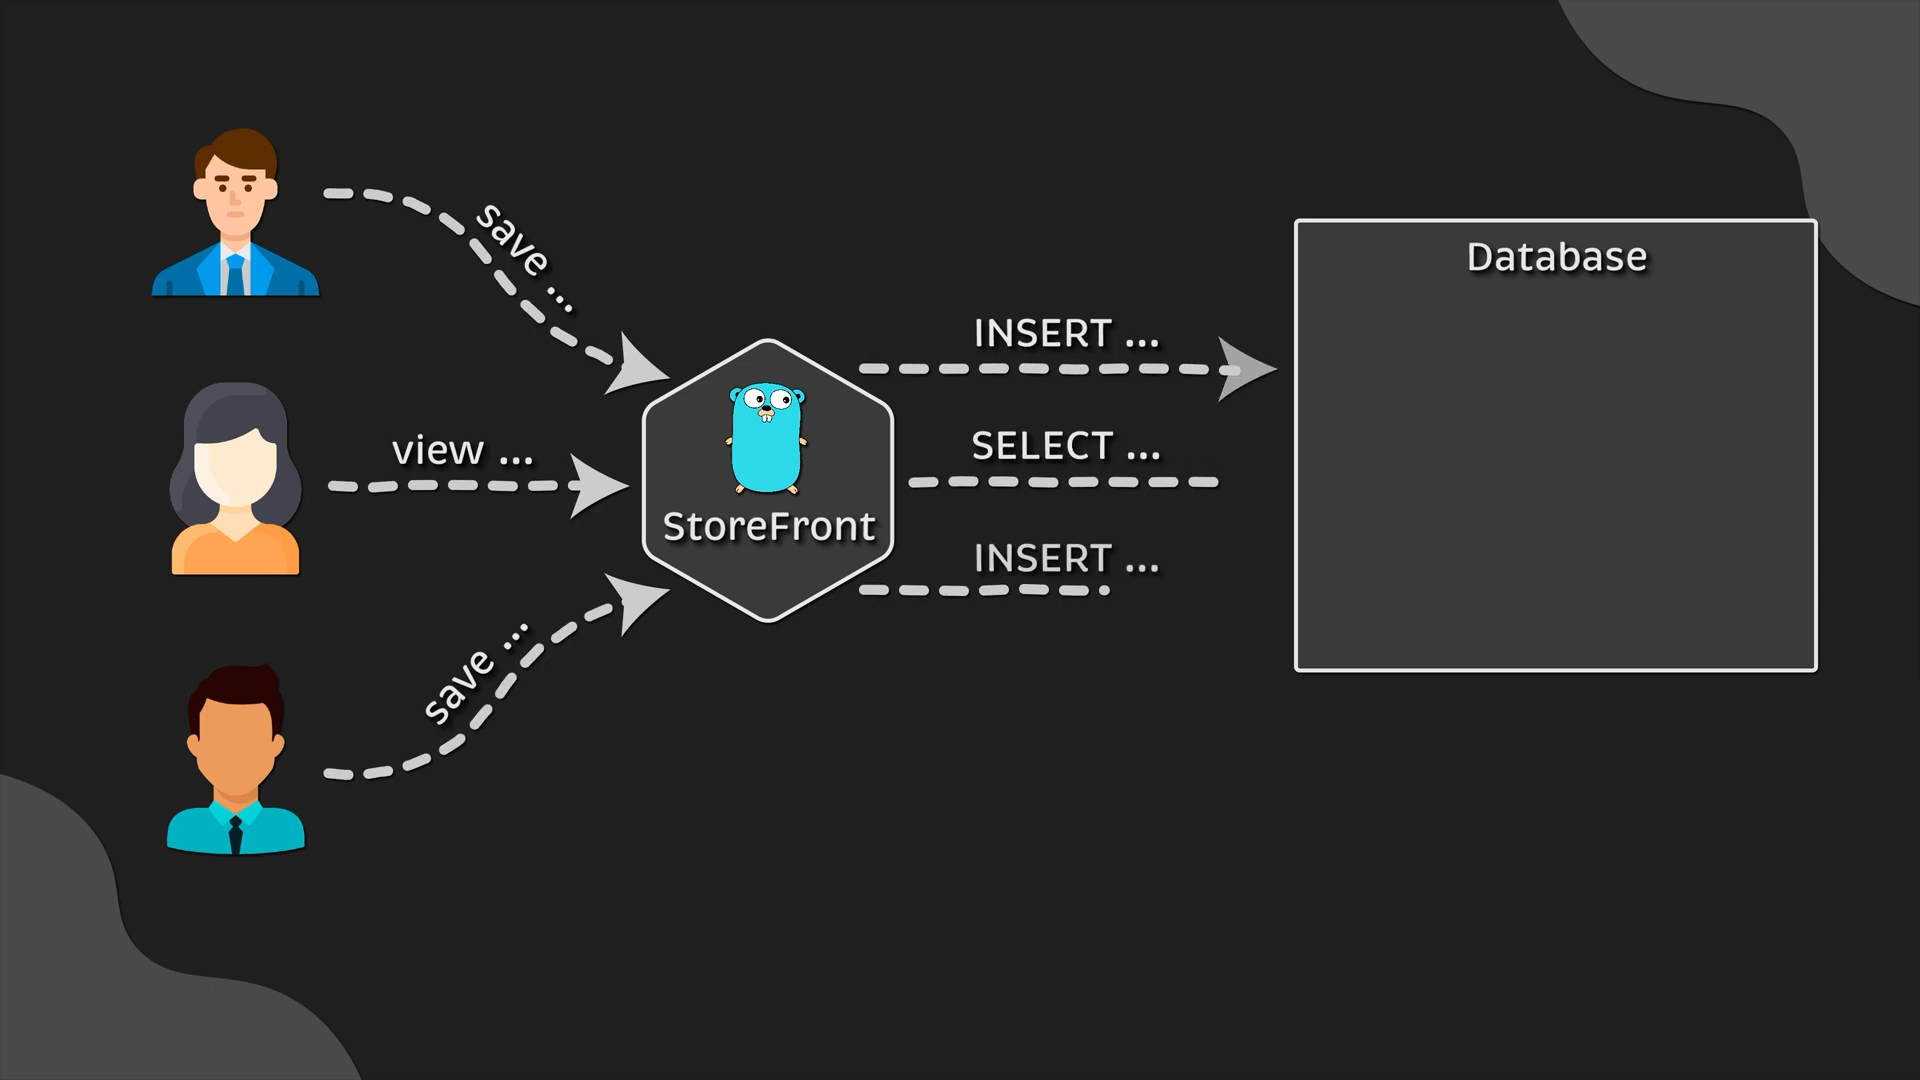 save ...
view ...
save ...
StoreFront
INSERT ...
SELECT ...
INSERT ...
Database